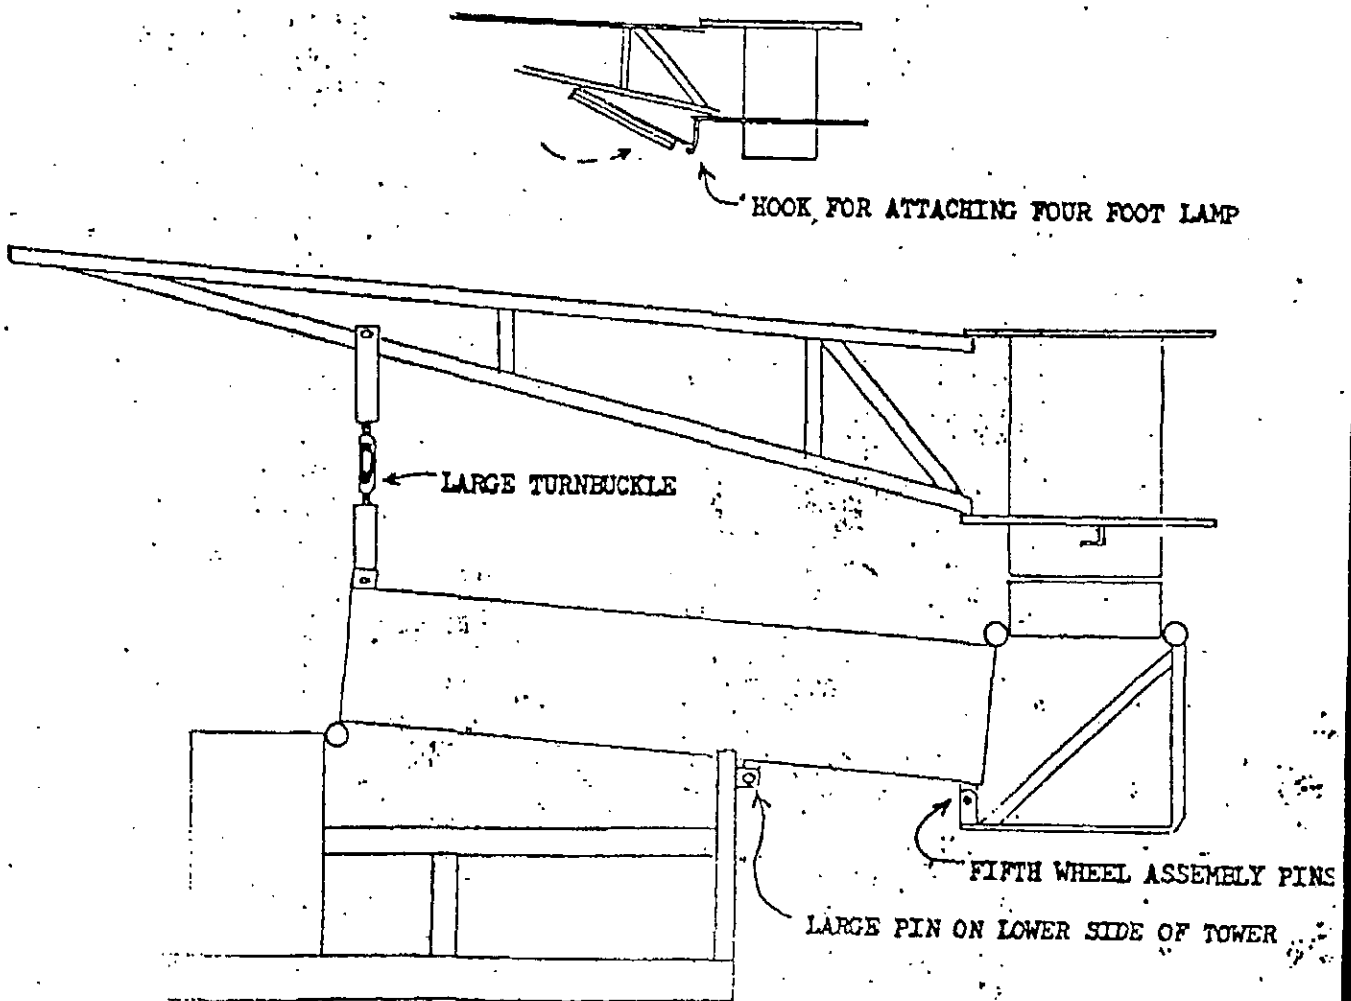 HOOK FOR ATTACHING FOUR FOOT LAMP
LARGE TURNBUCKLE
FIFTH WHEEL ASSEMBLY PINS
LARGE PIN ON LOWER SIDE OF TOWER